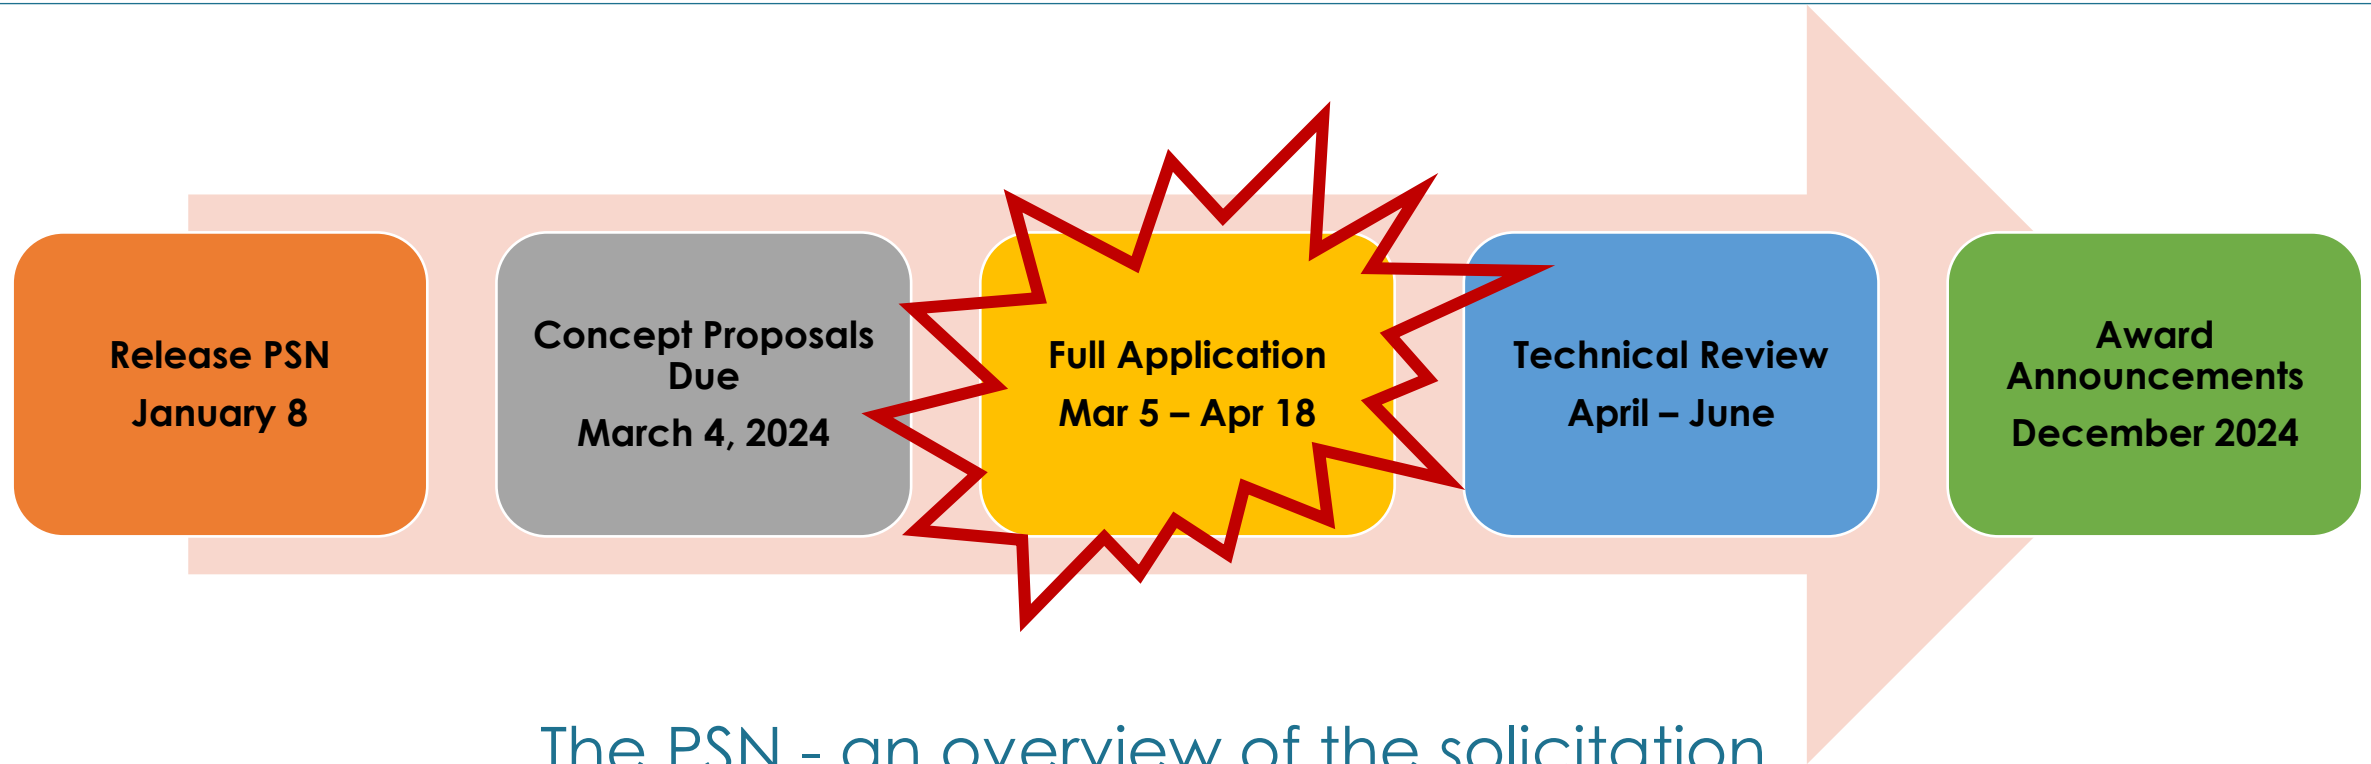 Release PSN
January 8
Concept Proposals
Due
March 4, 2024
Full Application
Mar 5 – Apr 18
Technical Review
April – June
Award
Announcements
December 2024
The PSN - an overview of the solicitation